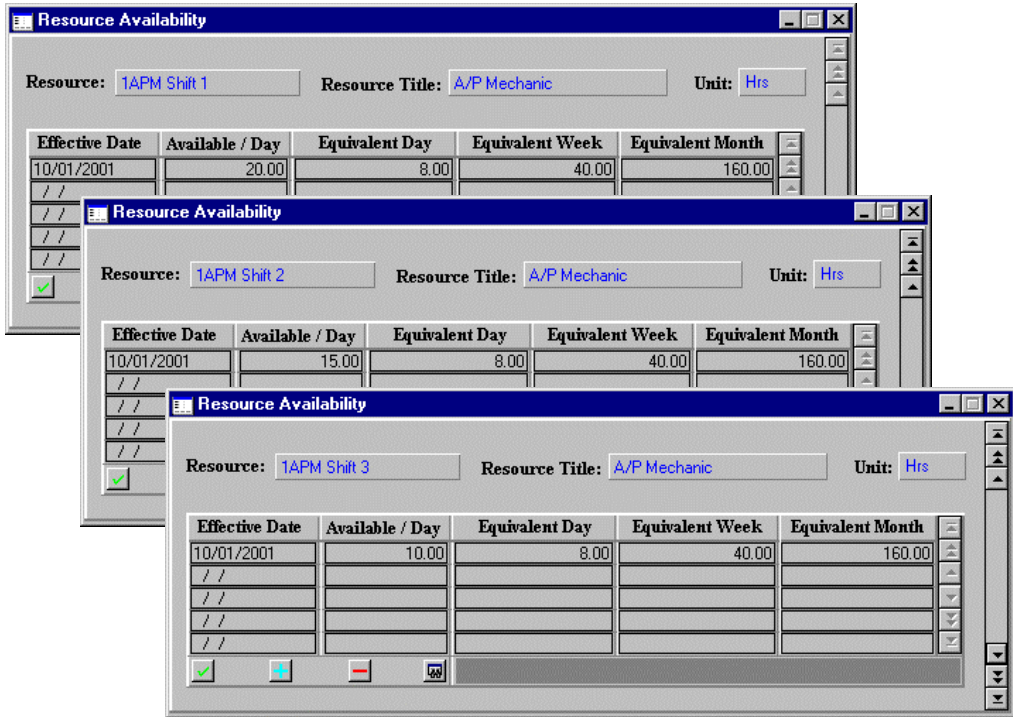 Resource Availability
Resource: 1APM Shift 1 Resource Title: A/P Mechanic Unit: Hrs
Effective Date Available / Day Equivalent Day Equivalent Week Equivalent Month
10/01/2001 20.00 8.00 40.00 160.00
/ /
/ /
/ /
/ /
Resource Availability
Resource: 1APM Shift 2 Resource Title: A/P Mechanic Unit: Hrs
Effective Date Available / Day Equivalent Day Equivalent Week Equivalent Month
10/01/2001 15.00 8.00 40.00 160.00
/ /
/ /
/ /
/ /
Resource Availability
Resource: 1APM Shift 3 Resource Title: A/P Mechanic Unit: Hrs
Effective Date Available / Day Equivalent Day Equivalent Week Equivalent Month
10/01/2001 10.00 8.00 40.00 160.00
/ /
/ /
/ /
/ /